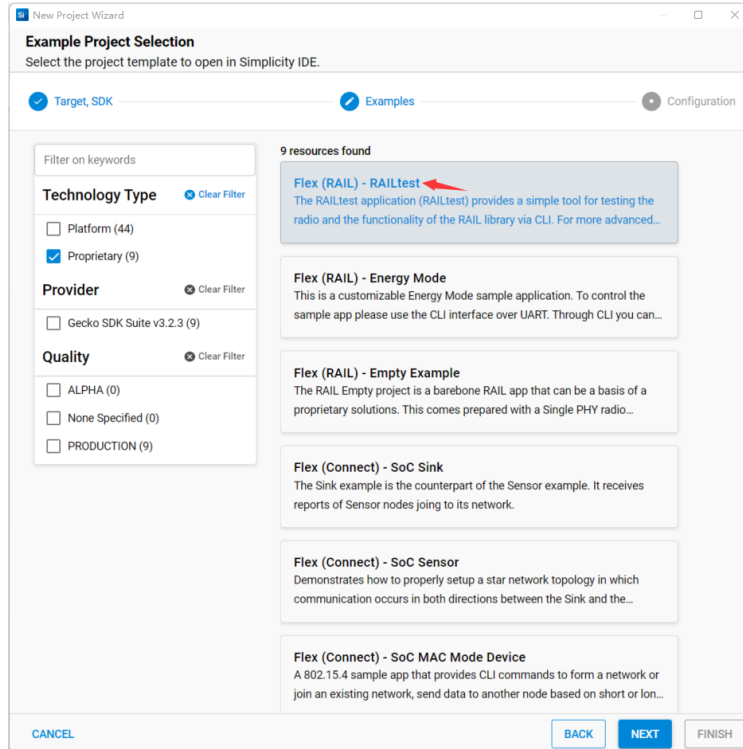 Si New Project Wizard
Example Project Selection
Select the project template to open in Simplicity IDE.
Target, SDK
Examples
Configuration
Filter on keywords
Technology Type
Clear Filter
Platform (44)
Proprietary (9)
Provider
Clear Filter
Gecko SDK Suite v3.2.3 (9)
Quality
Clear Filter
ALPHA (0)
None Specified (0)
PRODUCTION (9)
9 resources found
Flex (RAIL) - RAILtest
The RAILtest application (RAILtest) provides a simple tool for testing the
radio and the functionality of the RAIL library via CLI. For more advanced...
Flex (RAIL) - Energy Mode
This is a customizable Energy Mode sample application. To control the
sample app please use the CLI interface over UART. Through CLI you can...
Flex (RAIL) - Empty Example
The RAIL Empty project is a barebone RAIL app that can be a basis of a
proprietary solutions. This comes prepared with a Single PHY radio...
Flex (Connect) - SoC Sink
The Sink example is the counterpart of the Sensor example. It receives
reports of Sensor nodes joing to its network.
Flex (Connect) - SoC Sensor
Demonstrates how to properly setup a star network topology in which
communication occurs in both directions between the Sink and the...
Flex (Connect) - SoC MAC Mode Device
A 802.15.4 sample app that provides CLI commands to form a network or
join an existing network, send data to another node based on short or lon...
CANCEL
BACK
NEXT
FINISH